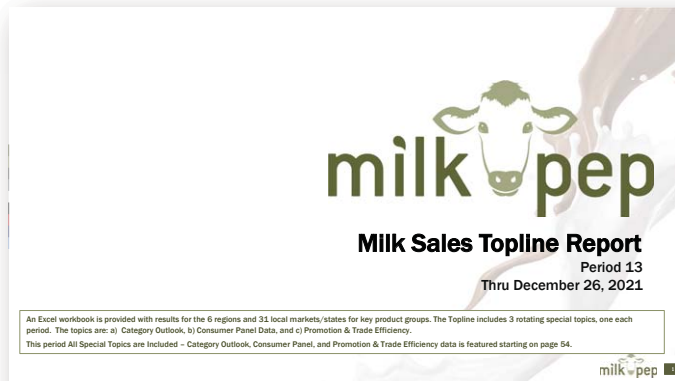 milk pep
Milk Sales Topline Report
Period 13
Thru December 26, 2021
An Excel workbook is provided with results for the 6 regions and 31 local markets/states for key product groups. The Topline includes 3 rotating special topics, one each
period. The topics are: a) Category Outlook, b) Consumer Panel Data, and c) Promotion & Trade Efficiency.
This period All Special Topics are Included – Category Outlook, Consumer Panel, and Promotion & Trade Efficiency data is featured starting on page 54.
milk pep
1